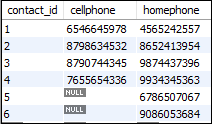 contact_id cellphone homephone
1 6546645978 4565242557
2 8798634532 8652413954
3 8790744345 9874437396
4 7655654336 9934345363
5 NULL 6786507067
6 NULL 9086053684